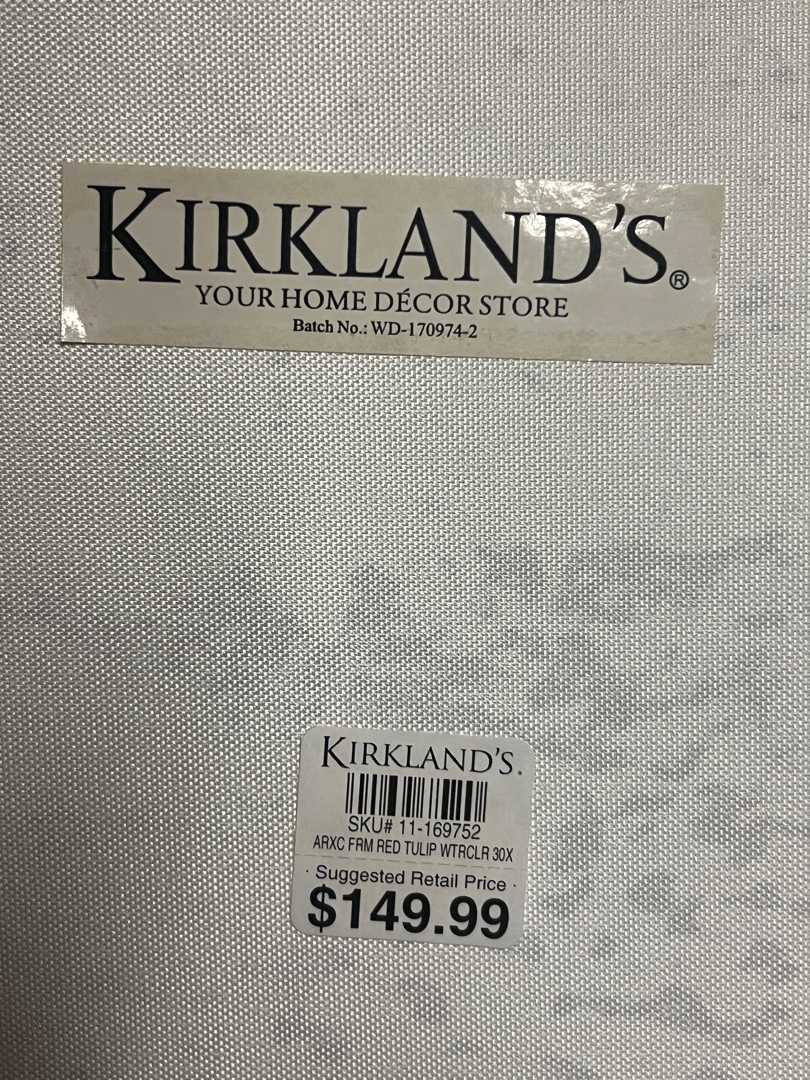 KIRKLAND'S®
YOUR HOME DÉCOR STORE
Batch No.: WD-170974-2
KIRKLAND'S.
SKU# 11-169752
ARXC FRM RED TULIP WTRCLR 30X
· Suggested Retail Price ·
$149.99